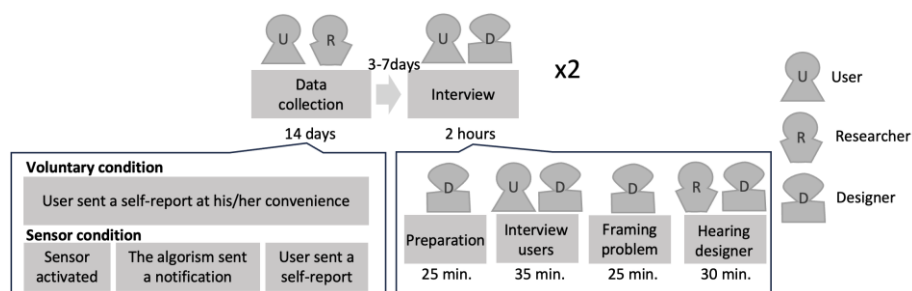 U
R
U
D
3-7days
x2
Data
collection
Interview
14 days
2 hours
U
User
R
Researcher
D
Designer
Voluntary condition
User sent a self-report at his/her convenience
Sensor condition
Sensor
activated
The algorism sent
a notification
User sent a
self-report
D
U
D
D
R
D
Preparation
Interview
users
Framing
problem
Hearing
designer
25 min.
35 min.
25 min.
30 min.